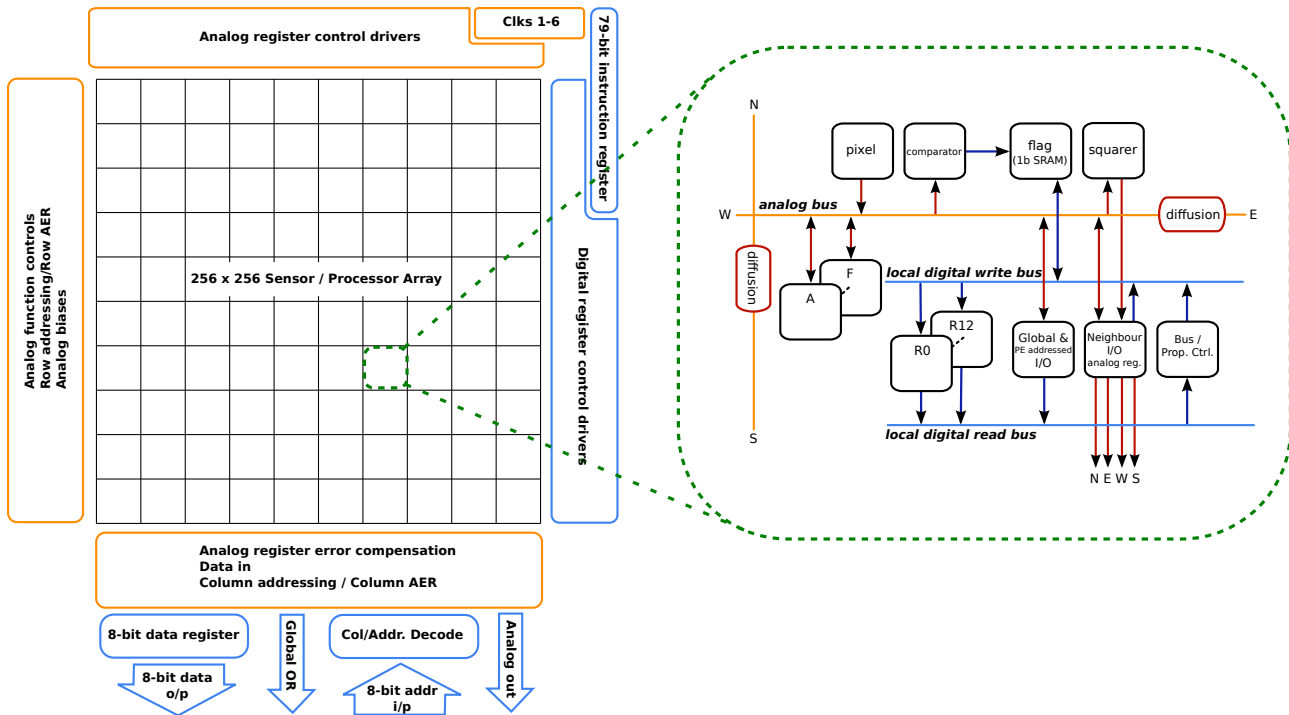 Analog register control drivers
Clks 1-6
79-bit instruction register
Analog function controls
Row addressing/Row AER
Analog biases
256 x 256 Sensor / Processor Array
Digital register control drivers
Analog register error compensation
Data in
Column addressing / Column AER
8-bit data register
Global OR
Col/Addr. Decode
Analog out
8-bit data
o/p
8-bit addr
i/p
N
pixel
comparator
flag
(1b SRAM)
squarer
W
analog bus
diffusion
E
diffusion
F
A
local digital write bus
R12
R0
Global &
PE addressed
I/O
Neighbour
I/O
analog reg.
Bus /
Prop. Ctrl.
local digital read bus
S
N E W S